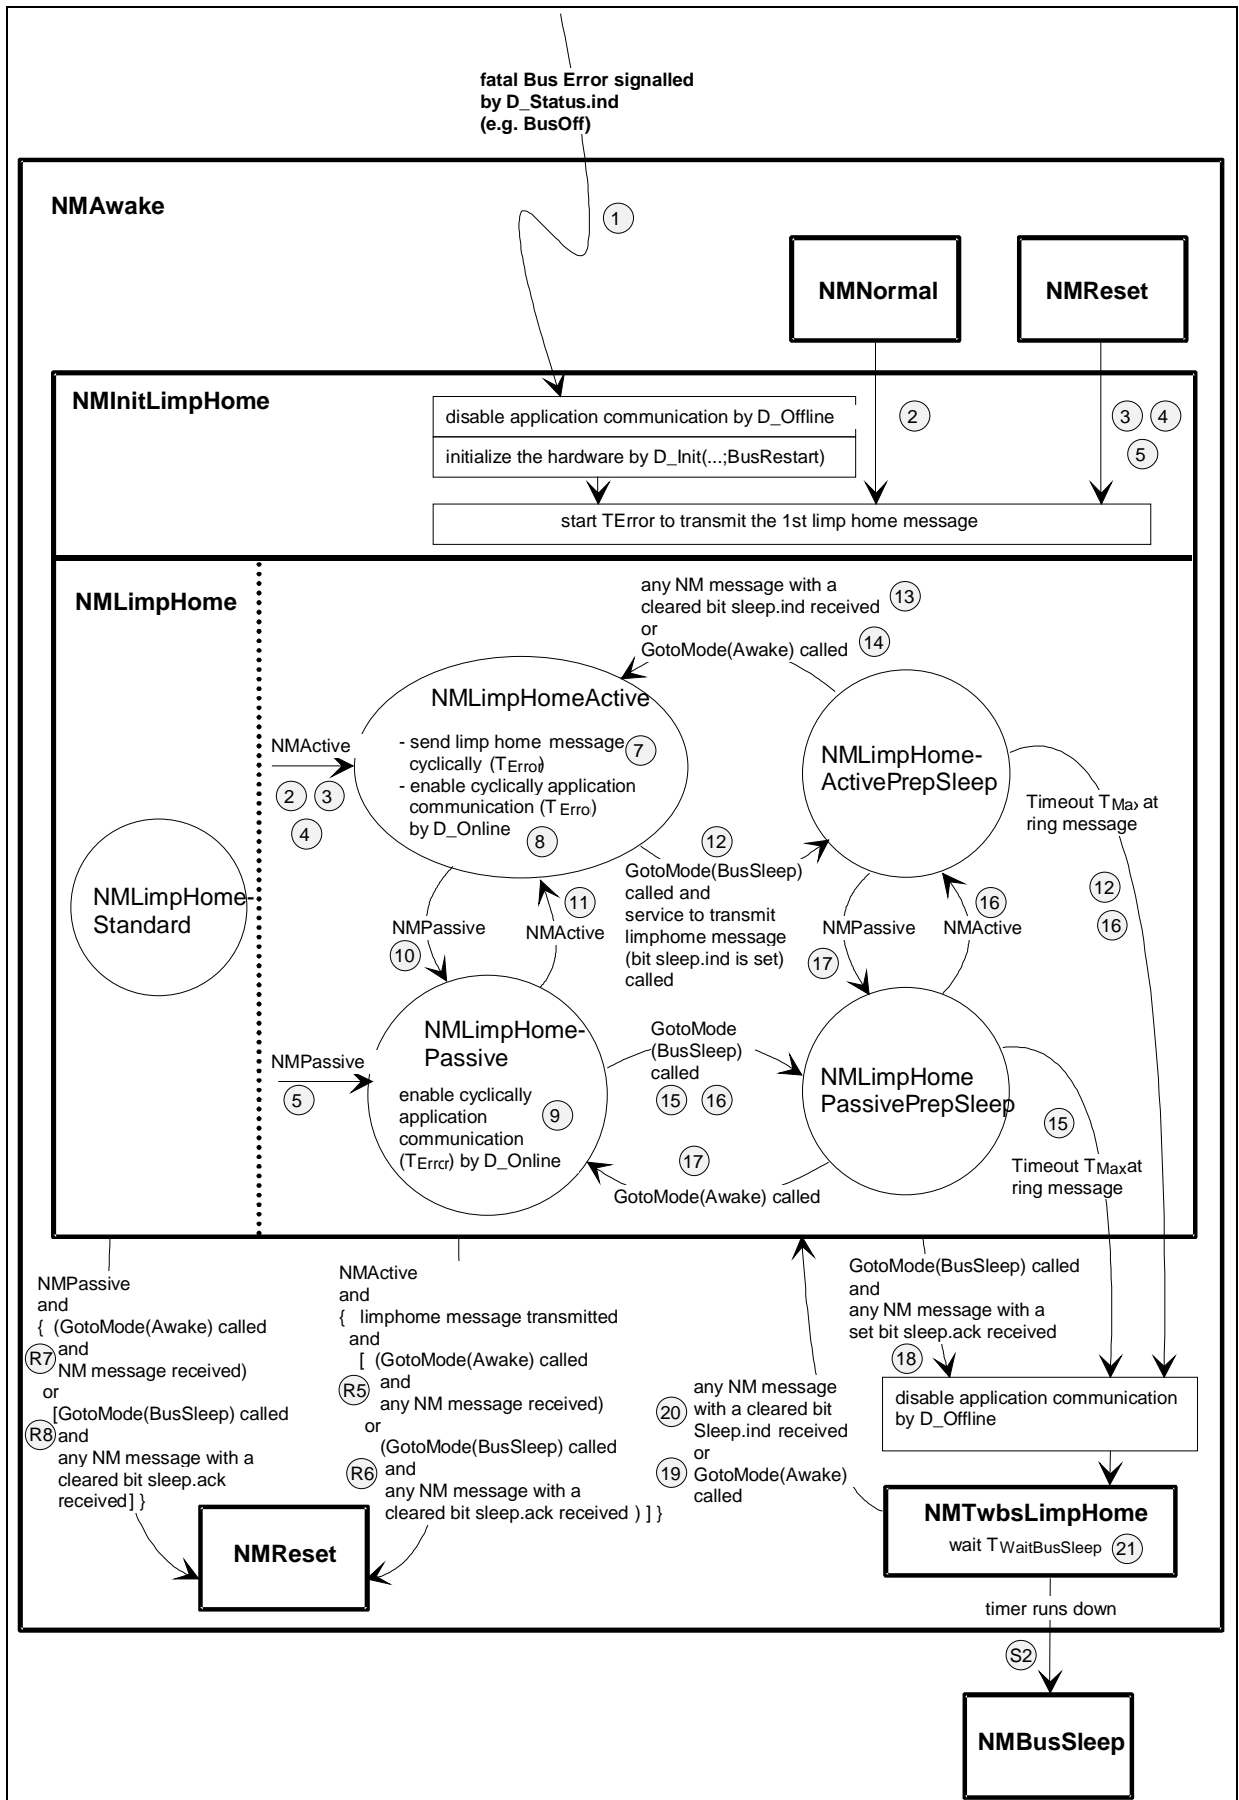 fatal Bus Error signalled
by D_Status.ind
(e.g. BusOff)
NMAwake
1
NMNormal
NMReset
NMInitLimpHome
disable application communication by D_Offline
2
3 4
initialize the hardware by D_Init(...;BusRestart)
5
start TError to transmit the 1st limp home message
NMLimpHome
any NM message with a
cleared bit sleep.ind received
13
or
GotoMode(Awake) called
14
NMLimpHomeActive
- send limp home message
cyclically (TError)
7
- enable cyclically application
communication (T Erro)
by D_Online
8
NMActive
2 3
4
NMLimpHome-
ActivePrepSleep
Timeout TMax at
ring message
12
16
NMLimpHome-
Standard
12
GotoMode(BusSleep)
called and
service to transmit
limphome message
(bit sleep.ind is set)
called
NMPassive
10
11
NMActive
NMPassive
17
16
NMActive
NMLimpHome-
Passive
enable cyclically
application
communication
(TErrcr) by D_Online
9
NMPassive
5
GotoMode
(BusSleep)
called
15 16
NMLimpHome
PassivePrepSleep
15
Timeout TMaxat
ring message
17
GotoMode(Awake) called
NMPassive
and
{ (GotoMode(Awake) called
R7 and
NM message received)
or
[GotoMode(BusSleep) called
R8 and
any NM message with a
cleared bit sleep.ack
received] }
NMActive
and
{ limphome message transmitted
and
[ (GotoMode(Awake) called
R5 and
any NM message received)
or
(GotoMode(BusSleep) called
R6 and
any NM message with a
cleared bit sleep.ack received ) ] }
GotoMode(BusSleep) called
and
any NM message with a
set bit sleep.ack received
18
any NM message
20 with a cleared bit
Sleep.ind received
or
19 GotoMode(Awake)
called
disable application communication
by D_Offline
NMTwbsLimpHome
wait TWaitBusSleep 21
NMReset
timer runs down
S2
NMBusSleep